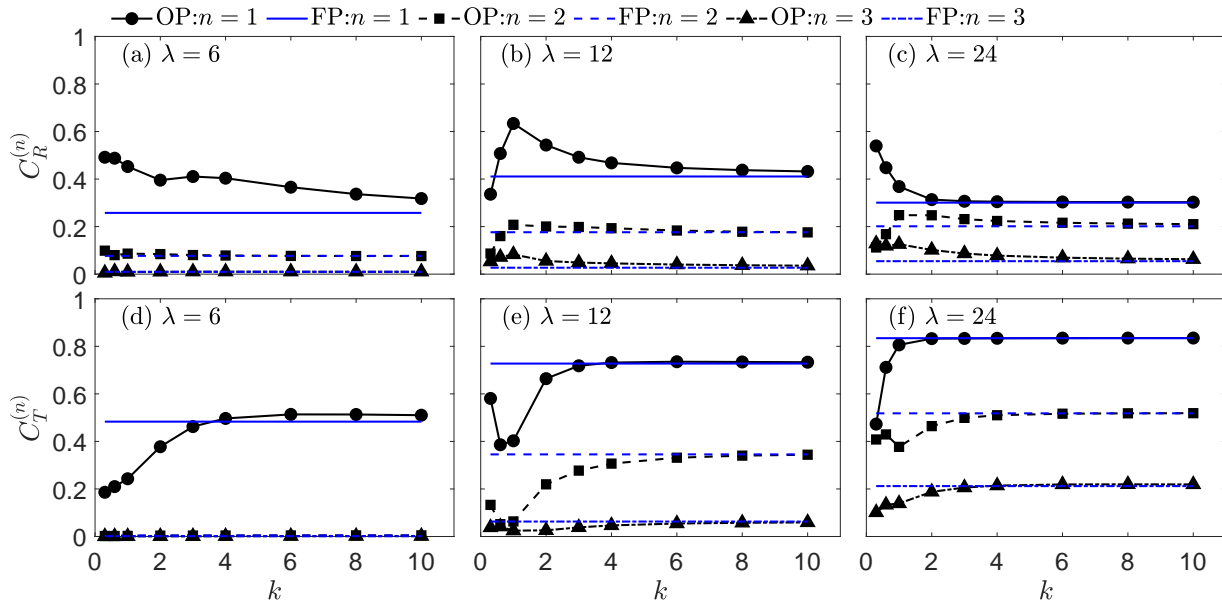 OP:n = 1 FP:n = 1 OP:n = 2 FP:n = 2 OP:n = 3 FP:n = 3
(a) λ = 6 (b) λ = 12 (c) λ = 24
1
0.8
0.6
0.4
0.2
0
C_R^{(n)}
(d) λ = 6 (e) λ = 12 (f) λ = 24
1
0.8
0.6
0.4
0.2
0
C_T^{(n)}
0 2 4 6 8 10 0 2 4 6 8 10 0 2 4 6 8 10
k k k